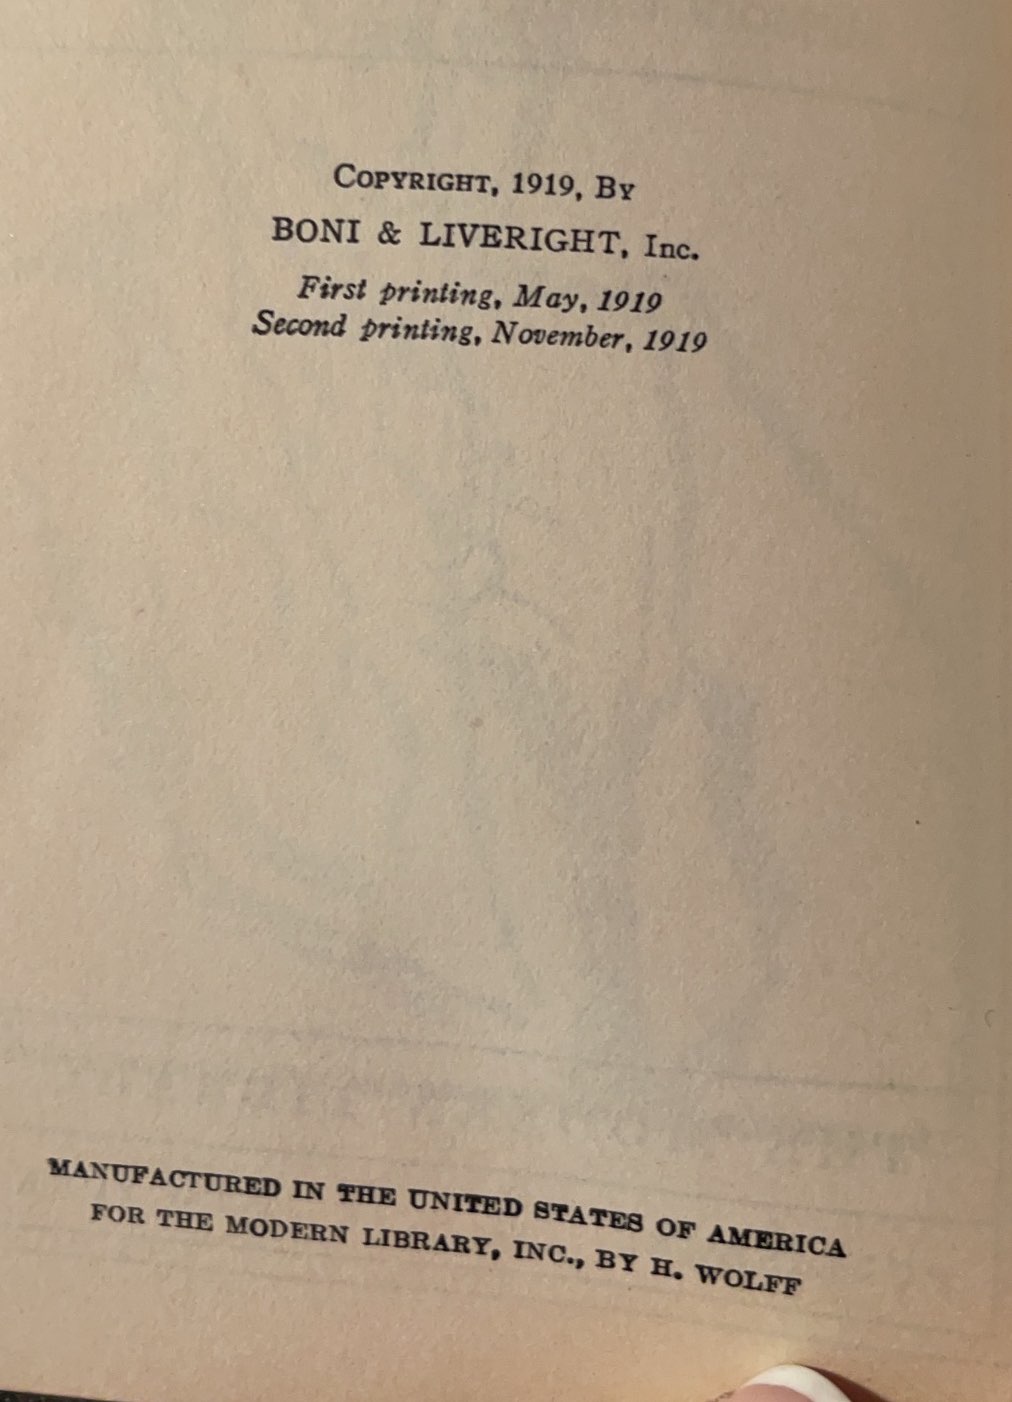 COPYRIGHT, 1919, BY
BONI & LIVERIGHT, Inc.
First printing, May, 1919
Second printing, November, 1919
MANUFACTURED IN THE UNITED STATES OF AMERICA
FOR THE MODERN LIBRARY, INC., BY H. WOLFF